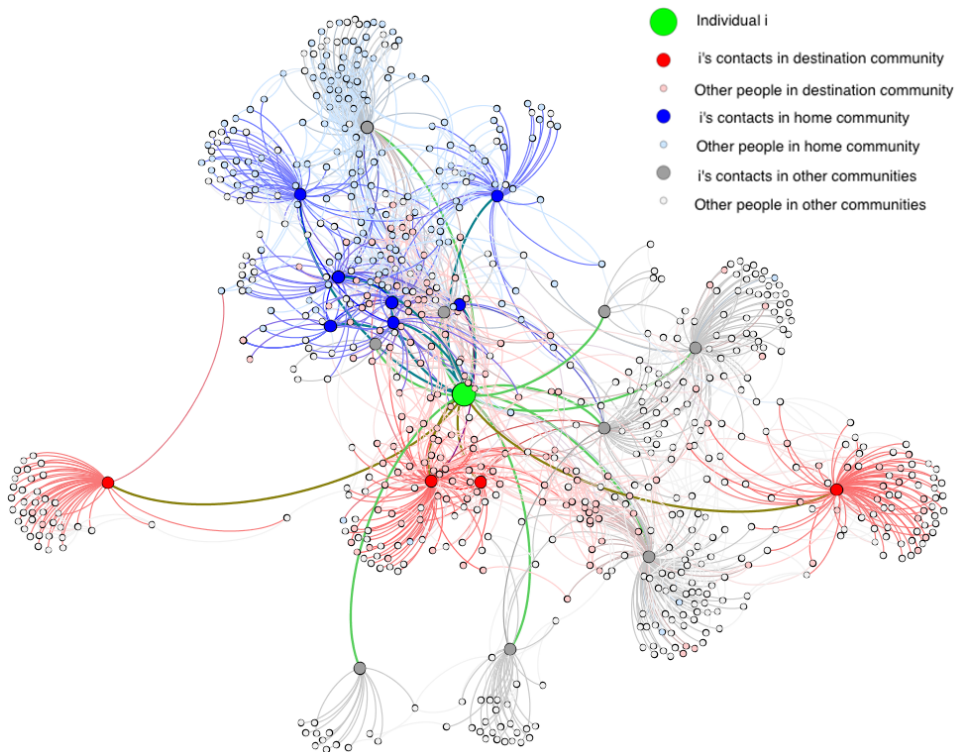 Individual i
i's contacts in destination community
Other people in destination community
i's contacts in home community
Other people in home community
i's contacts in other communities
Other people in other communities